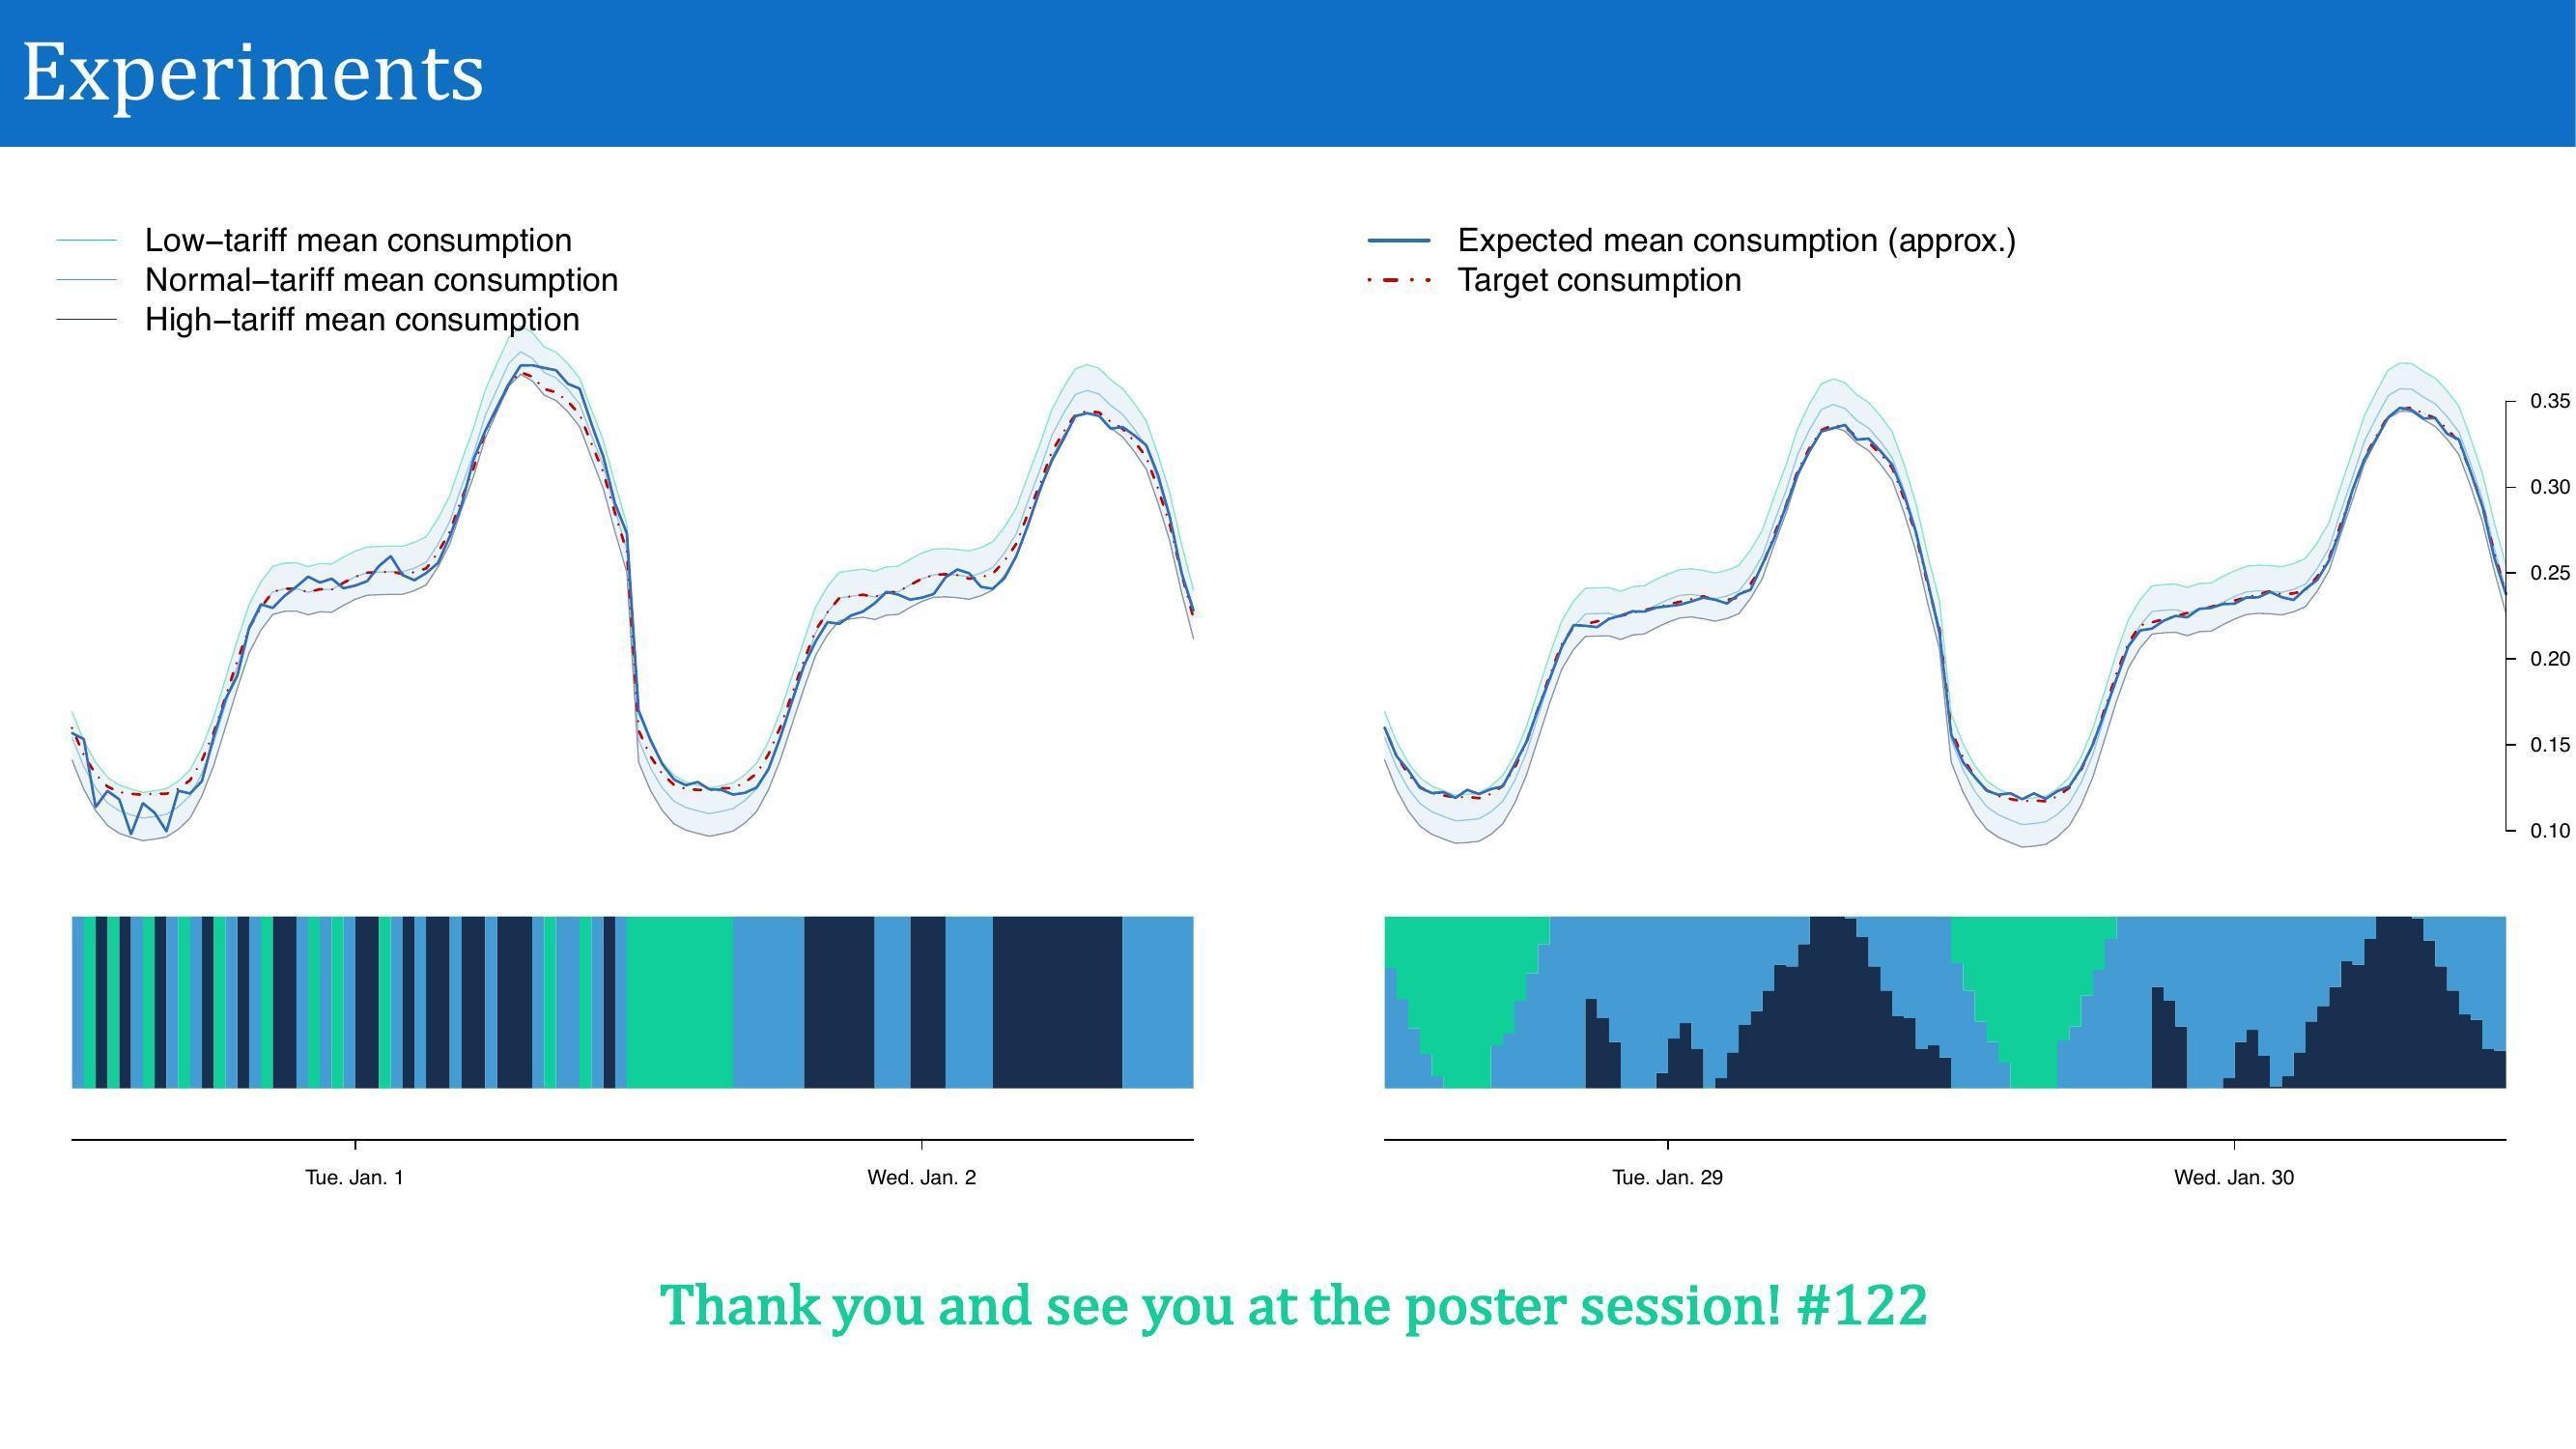 Experiments
Low−tariff mean consumption
Normal−tariff mean consumption
High−tariff mean consumption
Expected mean consumption (approx.)
Target consumption
0.35
0.30
0.25
0.20
0.15
0.10
Tue. Jan. 1
Wed. Jan. 2
Tue. Jan. 29
Wed. Jan. 30
Thank you and see you at the poster session! #122